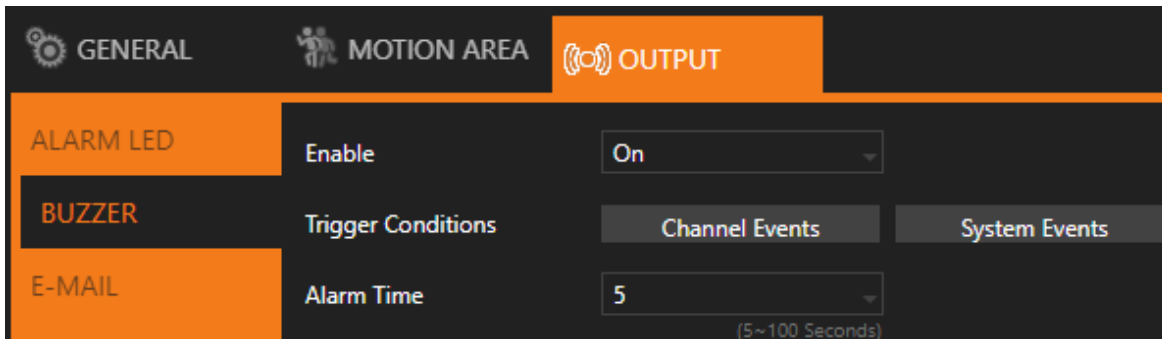 GENERAL MOTION AREA OUTPUT
ALARM LED
Enable On
BUZZER
Trigger Conditions Channel Events System Events
E-MAIL
Alarm Time 5
(5~100 Seconds)